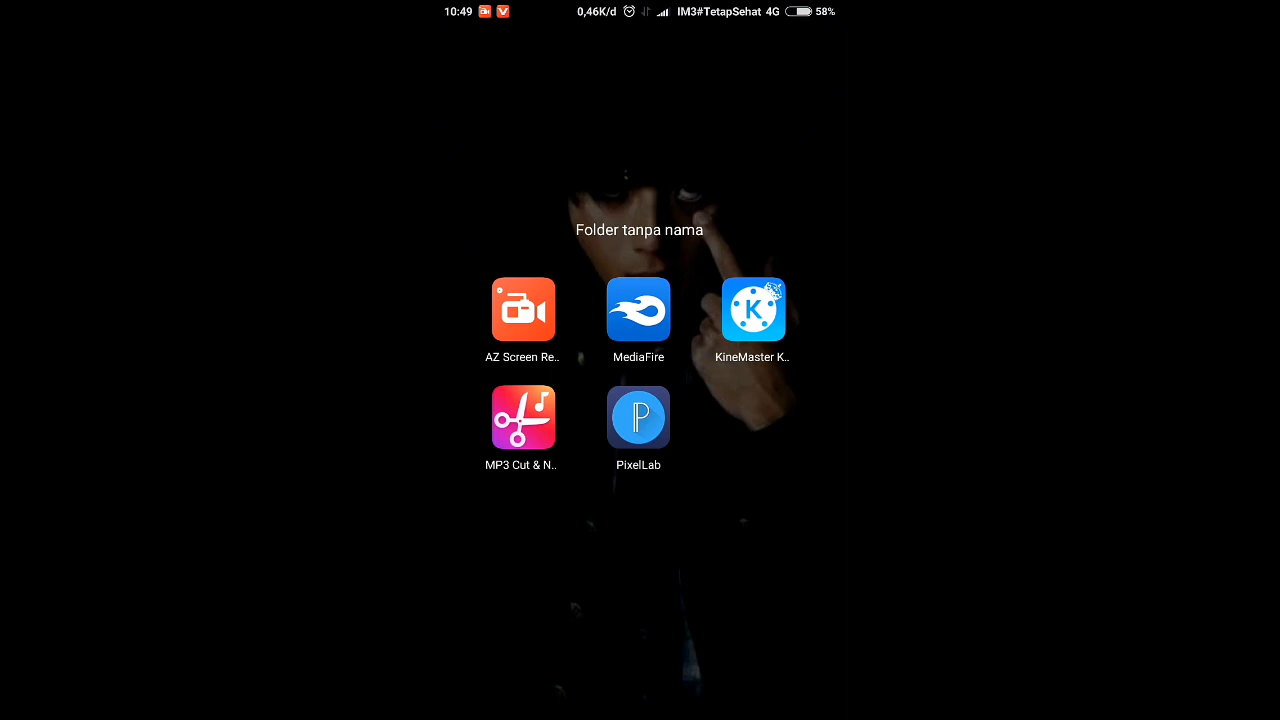 10:49 0,46K/d IM3#TetapSehat 4G 58%
Folder tanpa nama
AZ Screen Re.. MediaFire KineMaster K..
MP3 Cut & N.. PixelLab